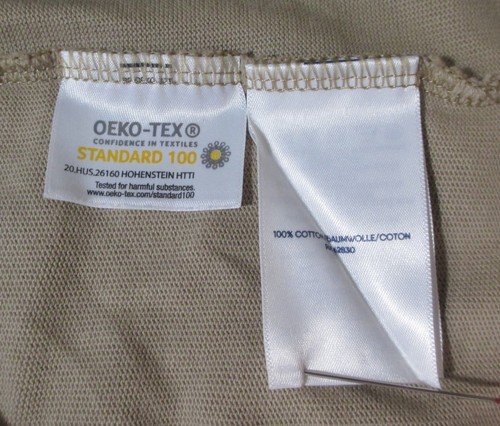 OEKO-TEX®
CONFIDENCE IN TEXTILES
STANDARD 100
20.HUS.26160 HOHENSTEIN HTTI
Tested for harmful substances.
www.oeko-tex.com/standard100
100% COTTON/BAUMWOLLE/COTON